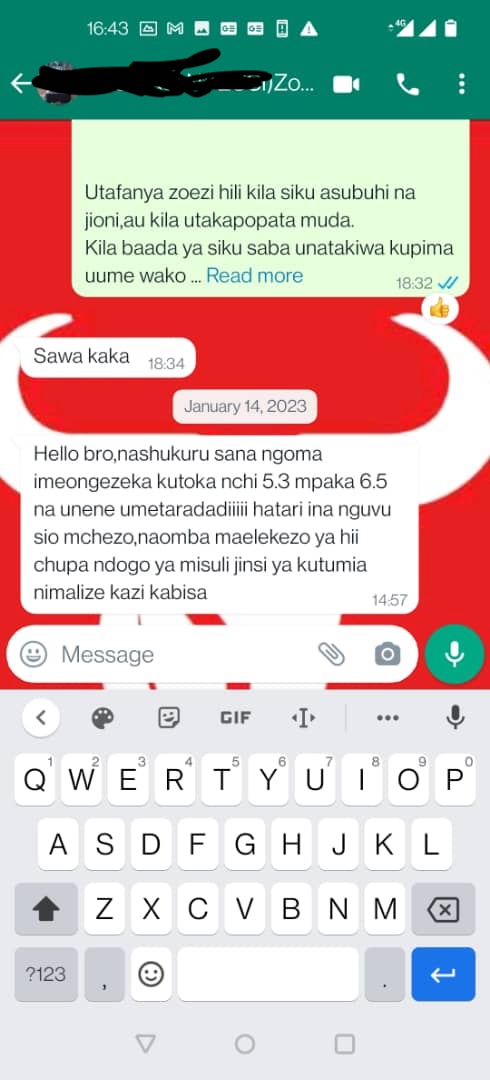 16:43
4G
)Zo...
Utafanya zoezi hili kila siku asubuhi na
jioni,au kila utakapopata muda.
Kila baada ya siku saba unatakiwa kupima
uume wako ... Read more
18:32
Sawa kaka 18:34
January 14, 2023
Hello bro,nashukuru sana ngoma
imeongezeka kutoka nchi 5.3 mpaka 6.5
na unene umetaradadiiiii hatari ina nguvu
sio mchezo,naomba maelekezo ya hii
chupa ndogo ya misuli jinsi ya kutumia
nimalize kazi kabisa
14:57
Message
GIF
1 2 3 4 5 6 7 8 9 0
Q W E R T Y U I O P
A S D F G H J K L
Z X C V B N M
?123 , .